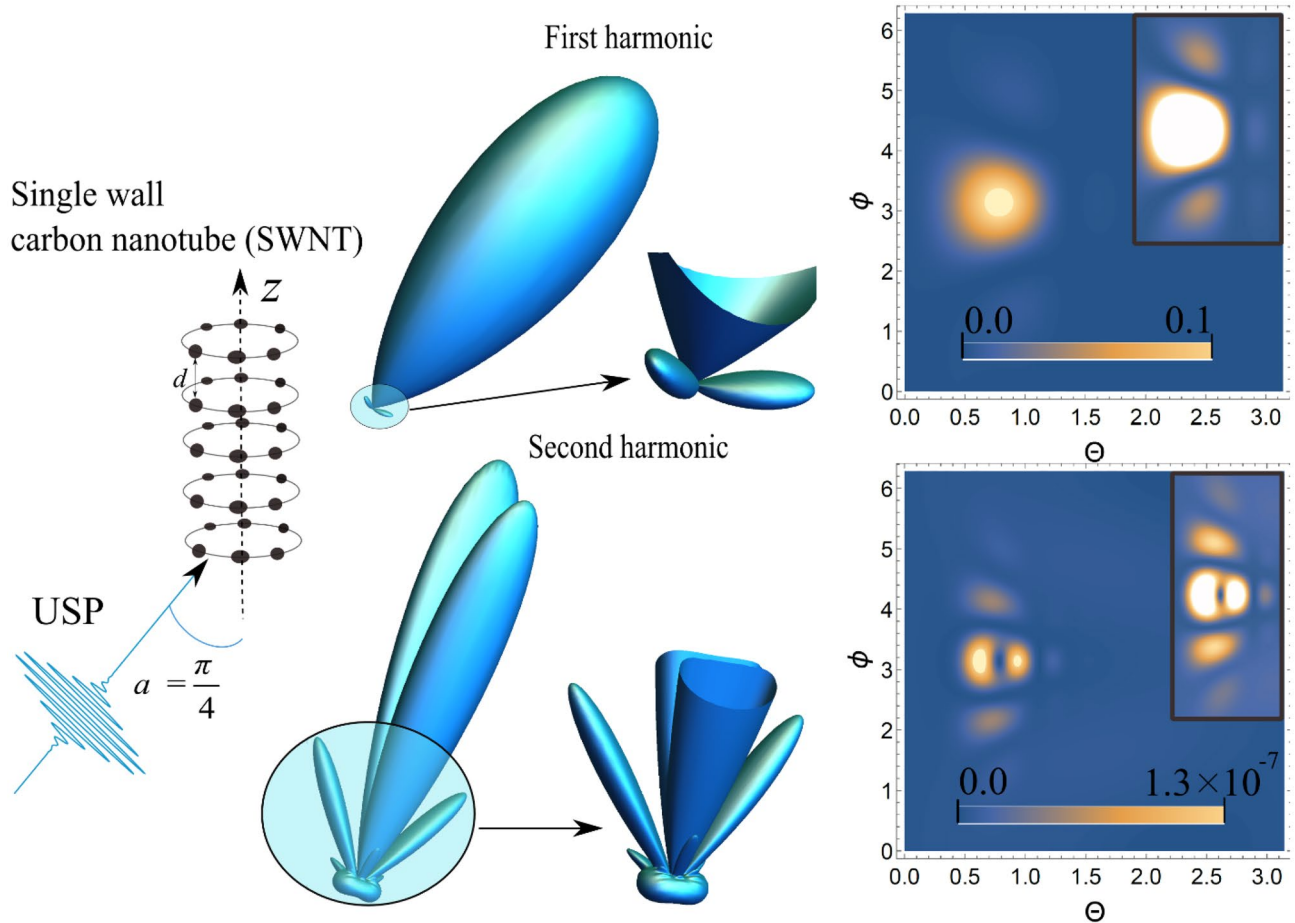 First harmonic
Single wall
carbon nanotube (SWNT)
z
d
USP
a = π/4
Second harmonic
6
5
4
ϕ
3
2
1
0
0.0 0.1
0.0 0.5 1.0 1.5 2.0 2.5 3.0
Θ
6
5
4
ϕ
3
2
1
0
0.0 1.3×10⁻⁷
0.0 0.5 1.0 1.5 2.0 2.5 3.0
Θ